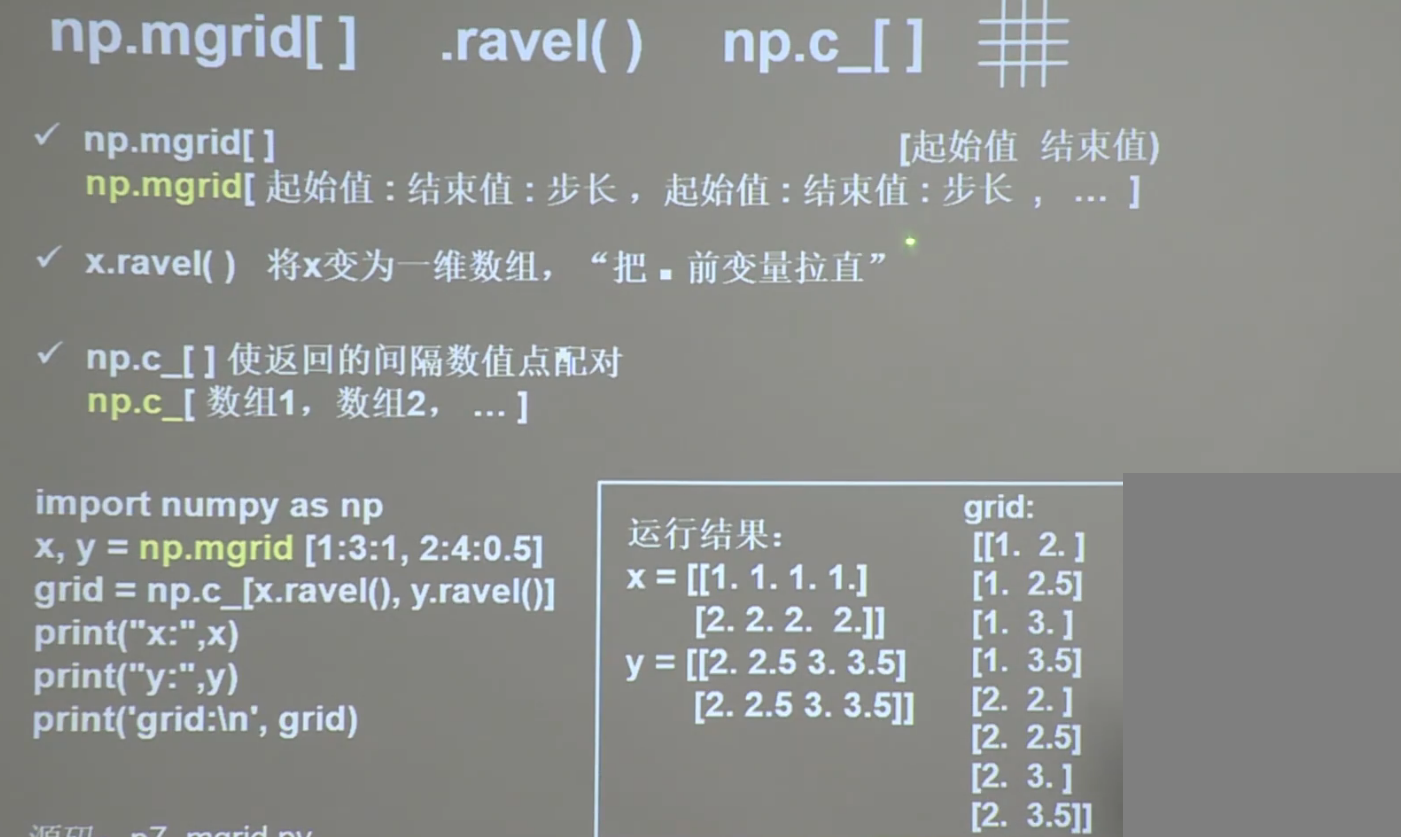 np.mgrid[ ] .ravel( ) np.c_[ ]
✓ np.mgrid[ ] [起始值 结束值)
np.mgrid[ 起始值 : 结束值 : 步长 ，起始值 : 结束值 : 步长 ， … ]
✓ x.ravel( ) 将x变为一维数组，“把 . 前变量拉直”
✓ np.c_[ ] 使返回的间隔数值点配对
np.c_[ 数组1，数组2， … ]
import numpy as np
x, y = np.mgrid [1:3:1, 2:4:0.5]
grid = np.c_[x.ravel(), y.ravel()]
print("x:",x)
print("y:",y)
print('grid:\n', grid)
运行结果：
x = [[1. 1. 1. 1.]
[2. 2. 2. 2.]]
y = [[2. 2.5 3. 3.5]
[2. 2.5 3. 3.5]]
grid:
[[1. 2. ]
[1. 2.5]
[1. 3. ]
[1. 3.5]
[2. 2. ]
[2. 2.5]
[2. 3. ]
[2. 3.5]]
源码 p7_mgrid.py